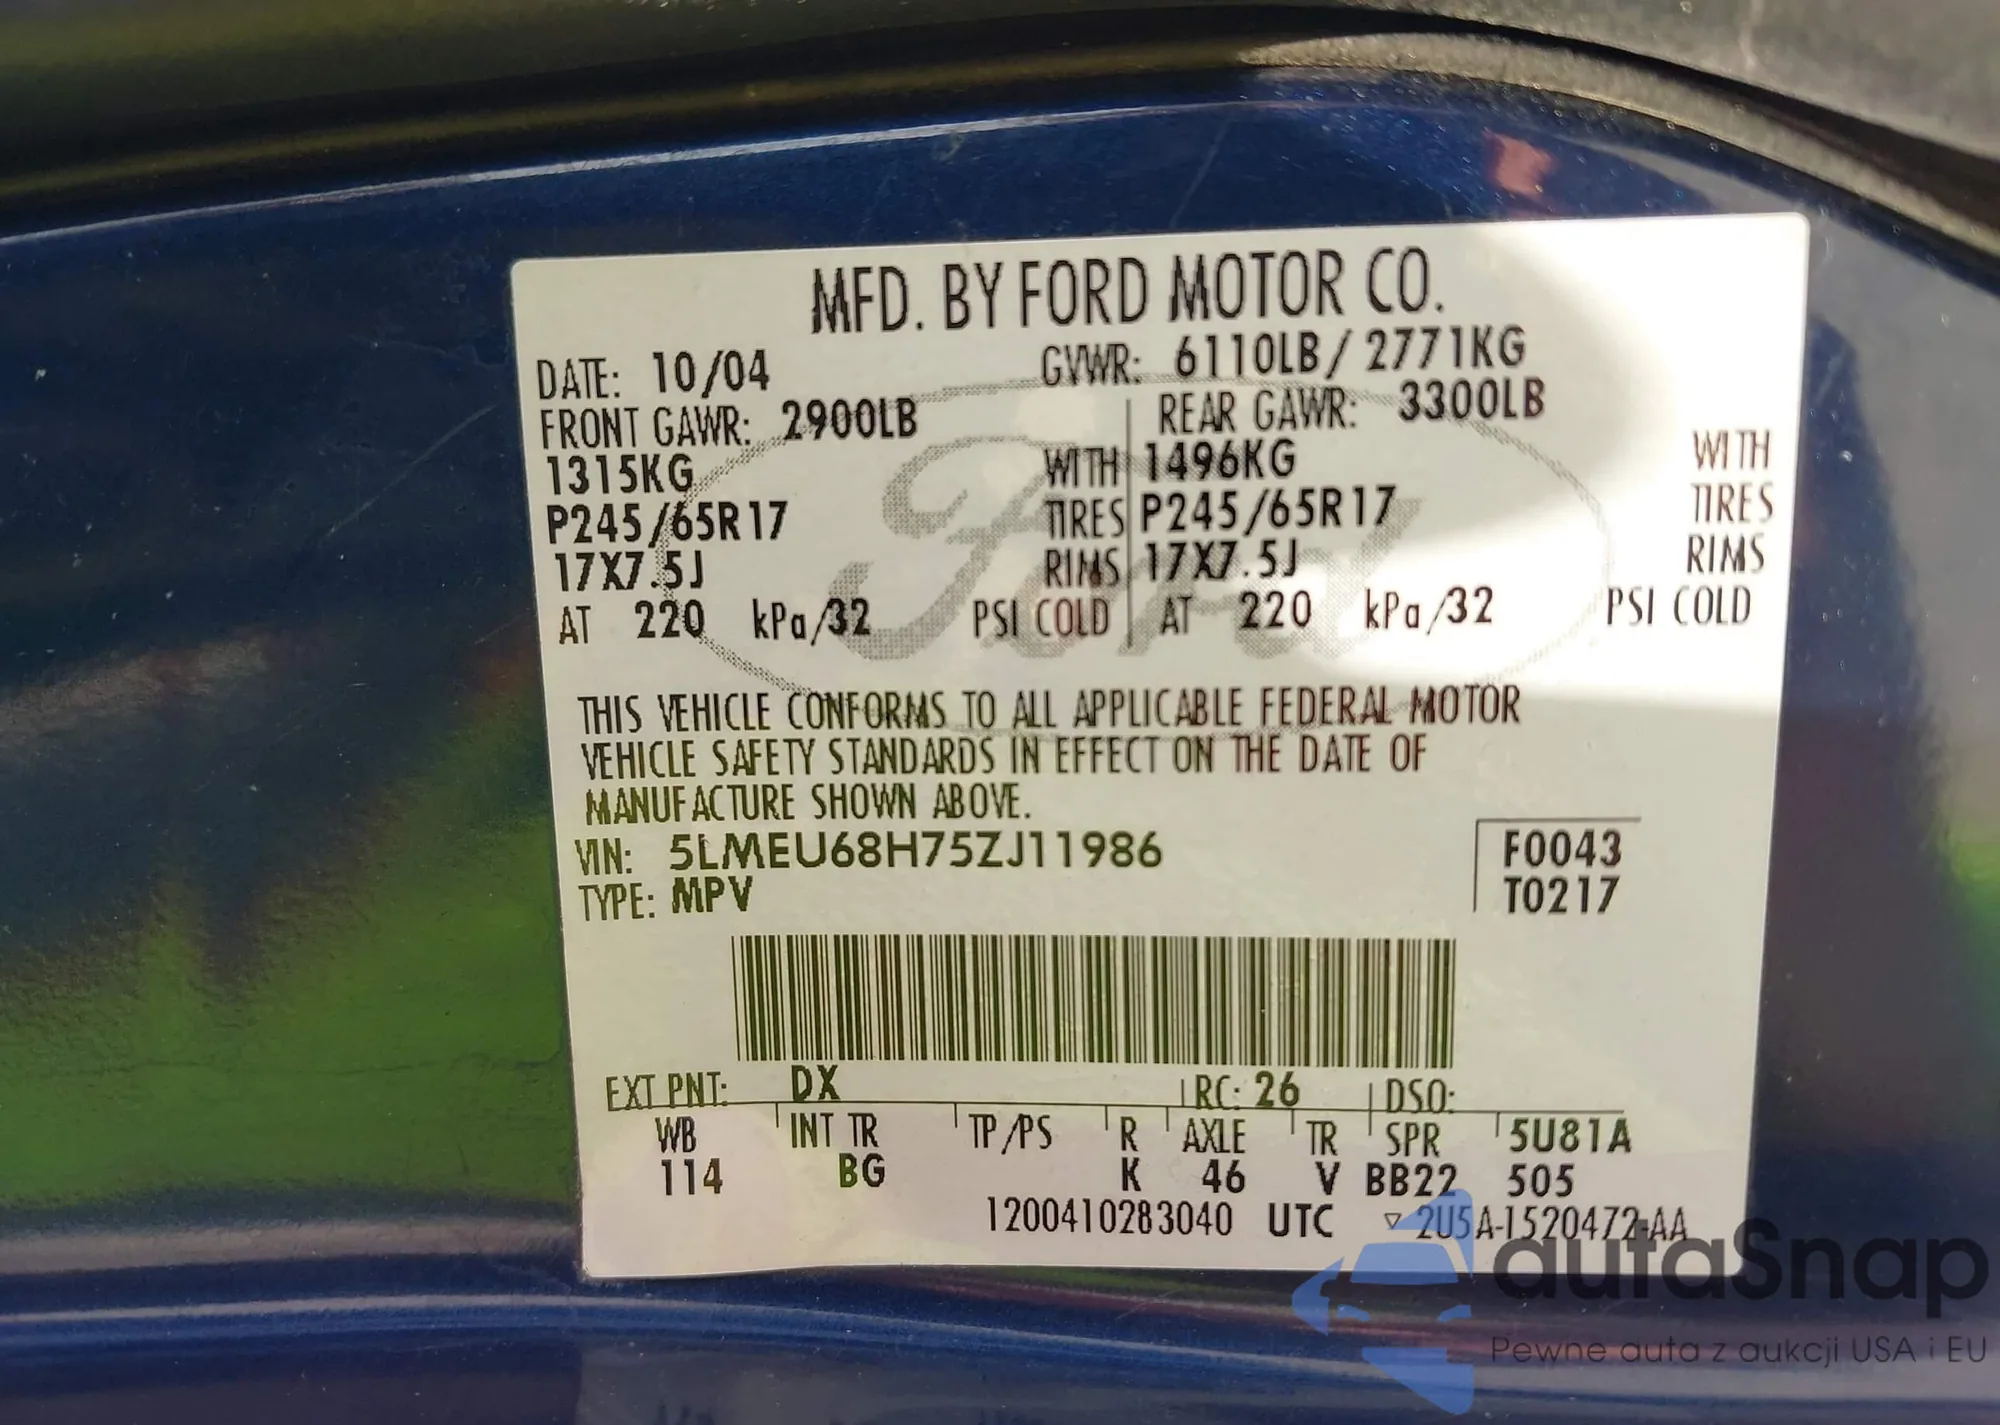 MFD. BY FORD MOTOR CO.
DATE: 10/04 GVWR: 6110LB/ 2771KG
FRONT GAWR: 2900LB REAR GAWR: 3300LB
1315KG WITH 1496KG WITH
P245/65R17 TIRES P245/65R17 TIRES
17X7.5J RIMS 17X7.5J RIMS
AT 220 kPa/32 PSI COLD AT 220 kPa/32 PSI COLD
Ford
THIS VEHICLE CONFORMS TO ALL APPLICABLE FEDERAL MOTOR
VEHICLE SAFETY STANDARDS IN EFFECT ON THE DATE OF
MANUFACTURE SHOWN ABOVE.
VIN: 5LMEU68H75ZJ11986 F0043
TYPE: MPV T0217
EXT PNT: DX RC: 26 DSO:
WB INT TR TP/PS R AXLE TR SPR 5U81A
114 BG K 46 V BB22 505
1200410283040 UTC ▽ 2U5A-1520472-AA
autaSnap
Pewne auta z aukcji USA i EU